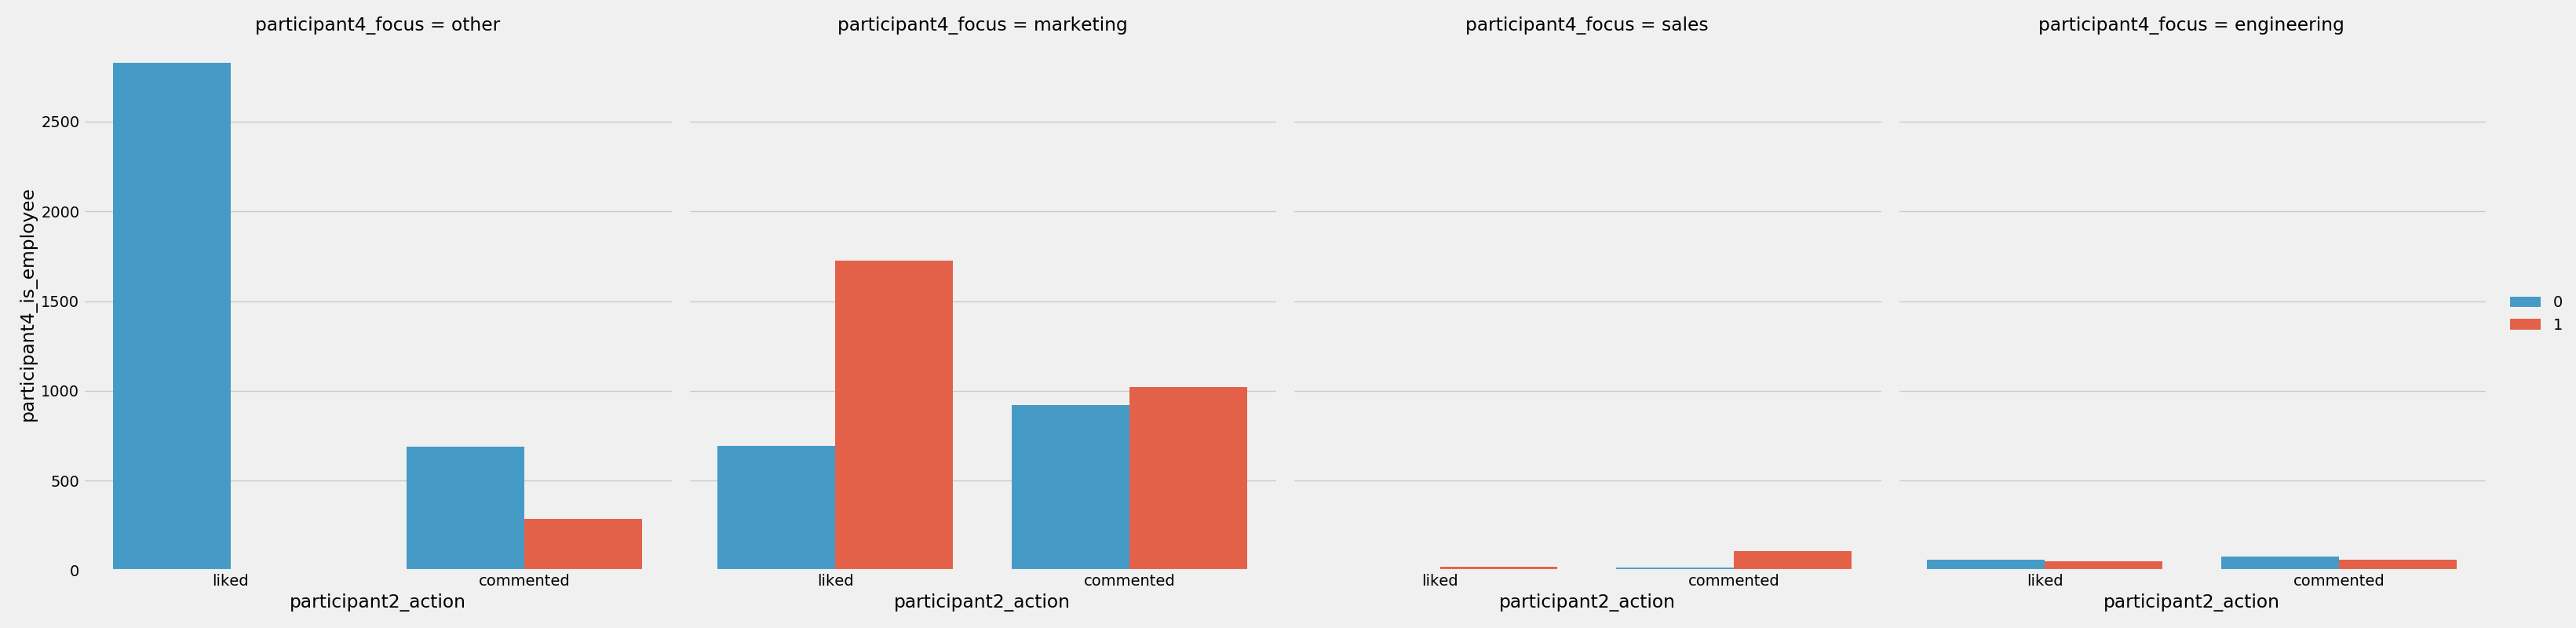 participant4_focus = other
participant4_focus = marketing
participant4_focus = sales
participant4_focus = engineering
participant4_is_employee
2500
2000
1500
1000
500
0
0
1
liked
commented
liked
commented
liked
commented
liked
commented
participant2_action
participant2_action
participant2_action
participant2_action